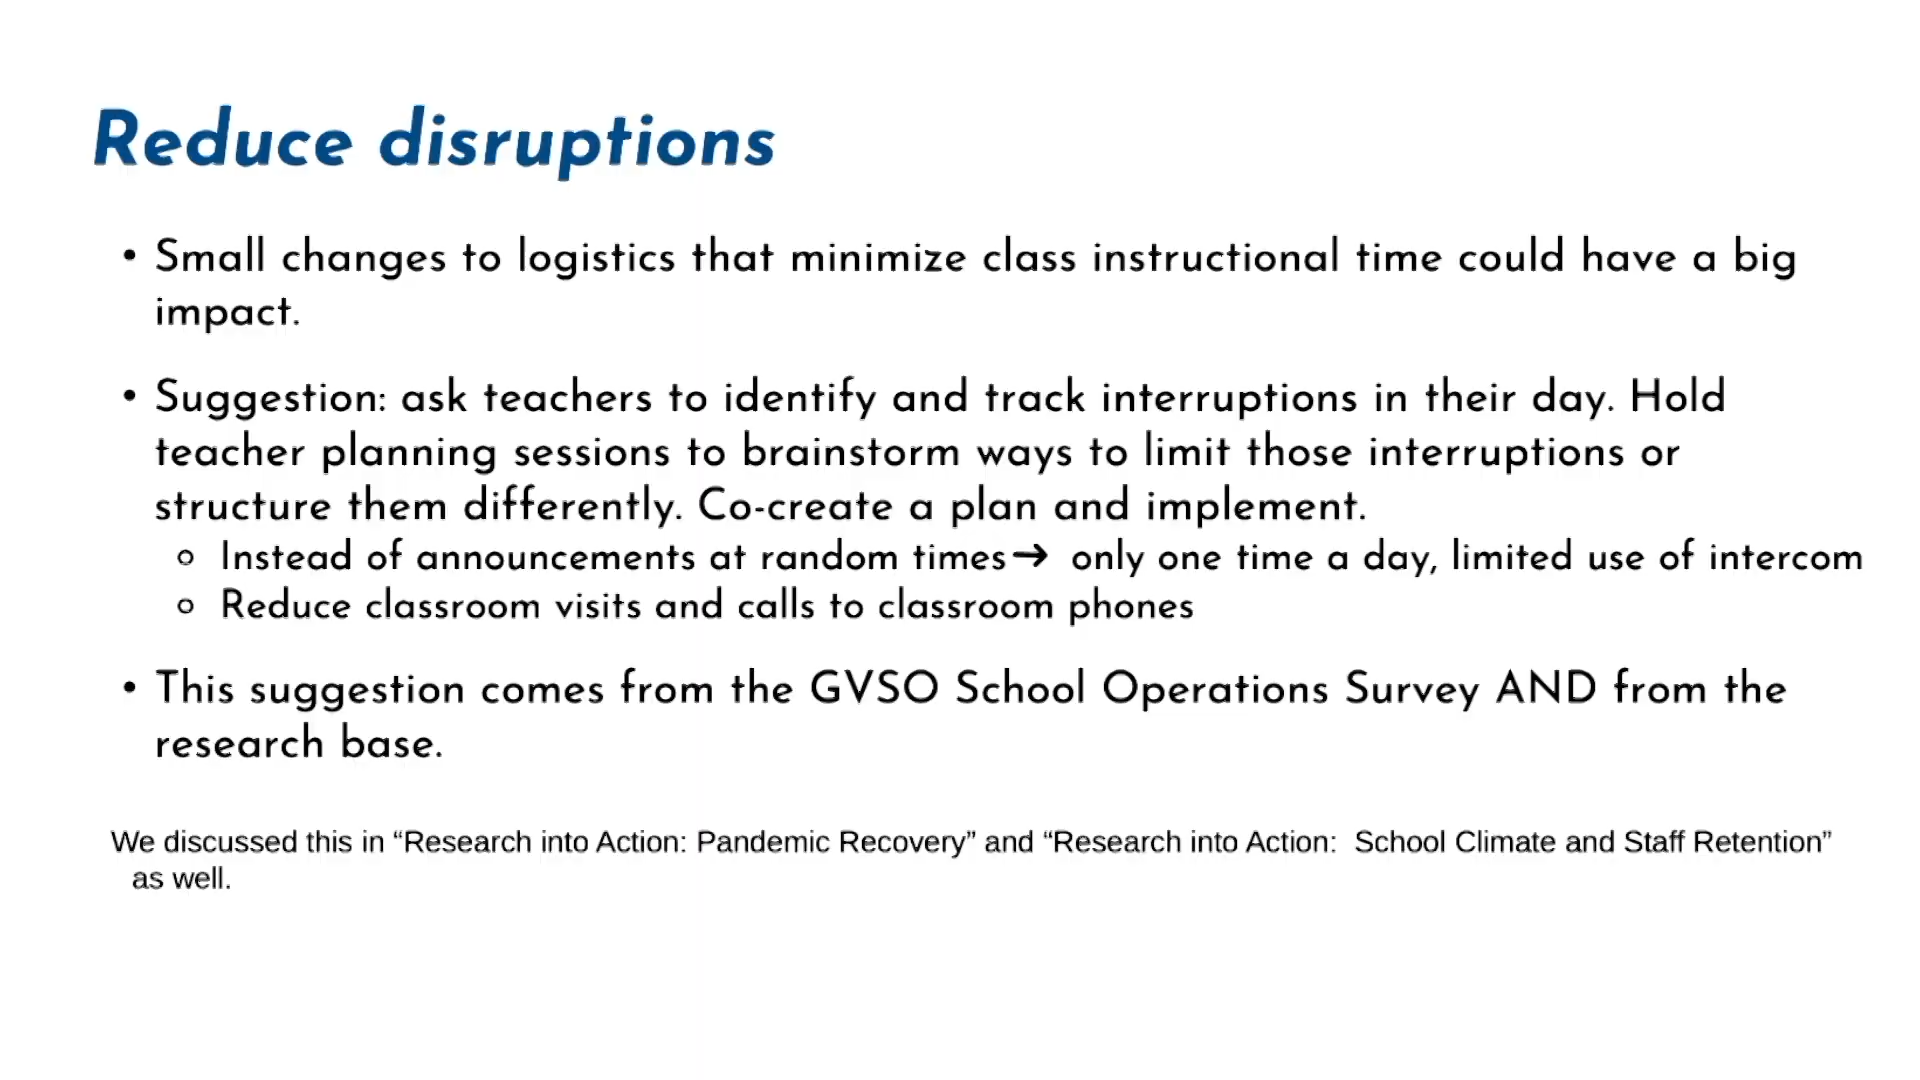 Reduce disruptions
• Small changes to logistics that minimize class instructional time could have a big
impact.
• Suggestion: ask teachers to identify and track interruptions in their day. Hold
teacher planning sessions to brainstorm ways to limit those interruptions or
structure them differently. Co-create a plan and implement.
○ Instead of announcements at random times→ only one time a day, limited use of intercom
○ Reduce classroom visits and calls to classroom phones
• This suggestion comes from the GVSO School Operations Survey AND from the
research base.
We discussed this in “Research into Action: Pandemic Recovery” and “Research into Action:  School Climate and Staff Retention”
as well.